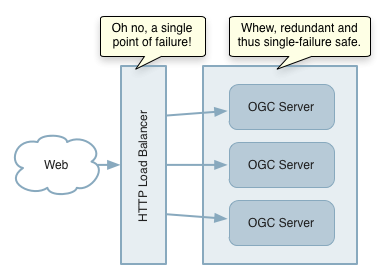 Oh no, a single
point of failure!
Whew, redundant and
thus single-failure safe.
Web
HTTP Load Balancer
OGC Server
OGC Server
OGC Server